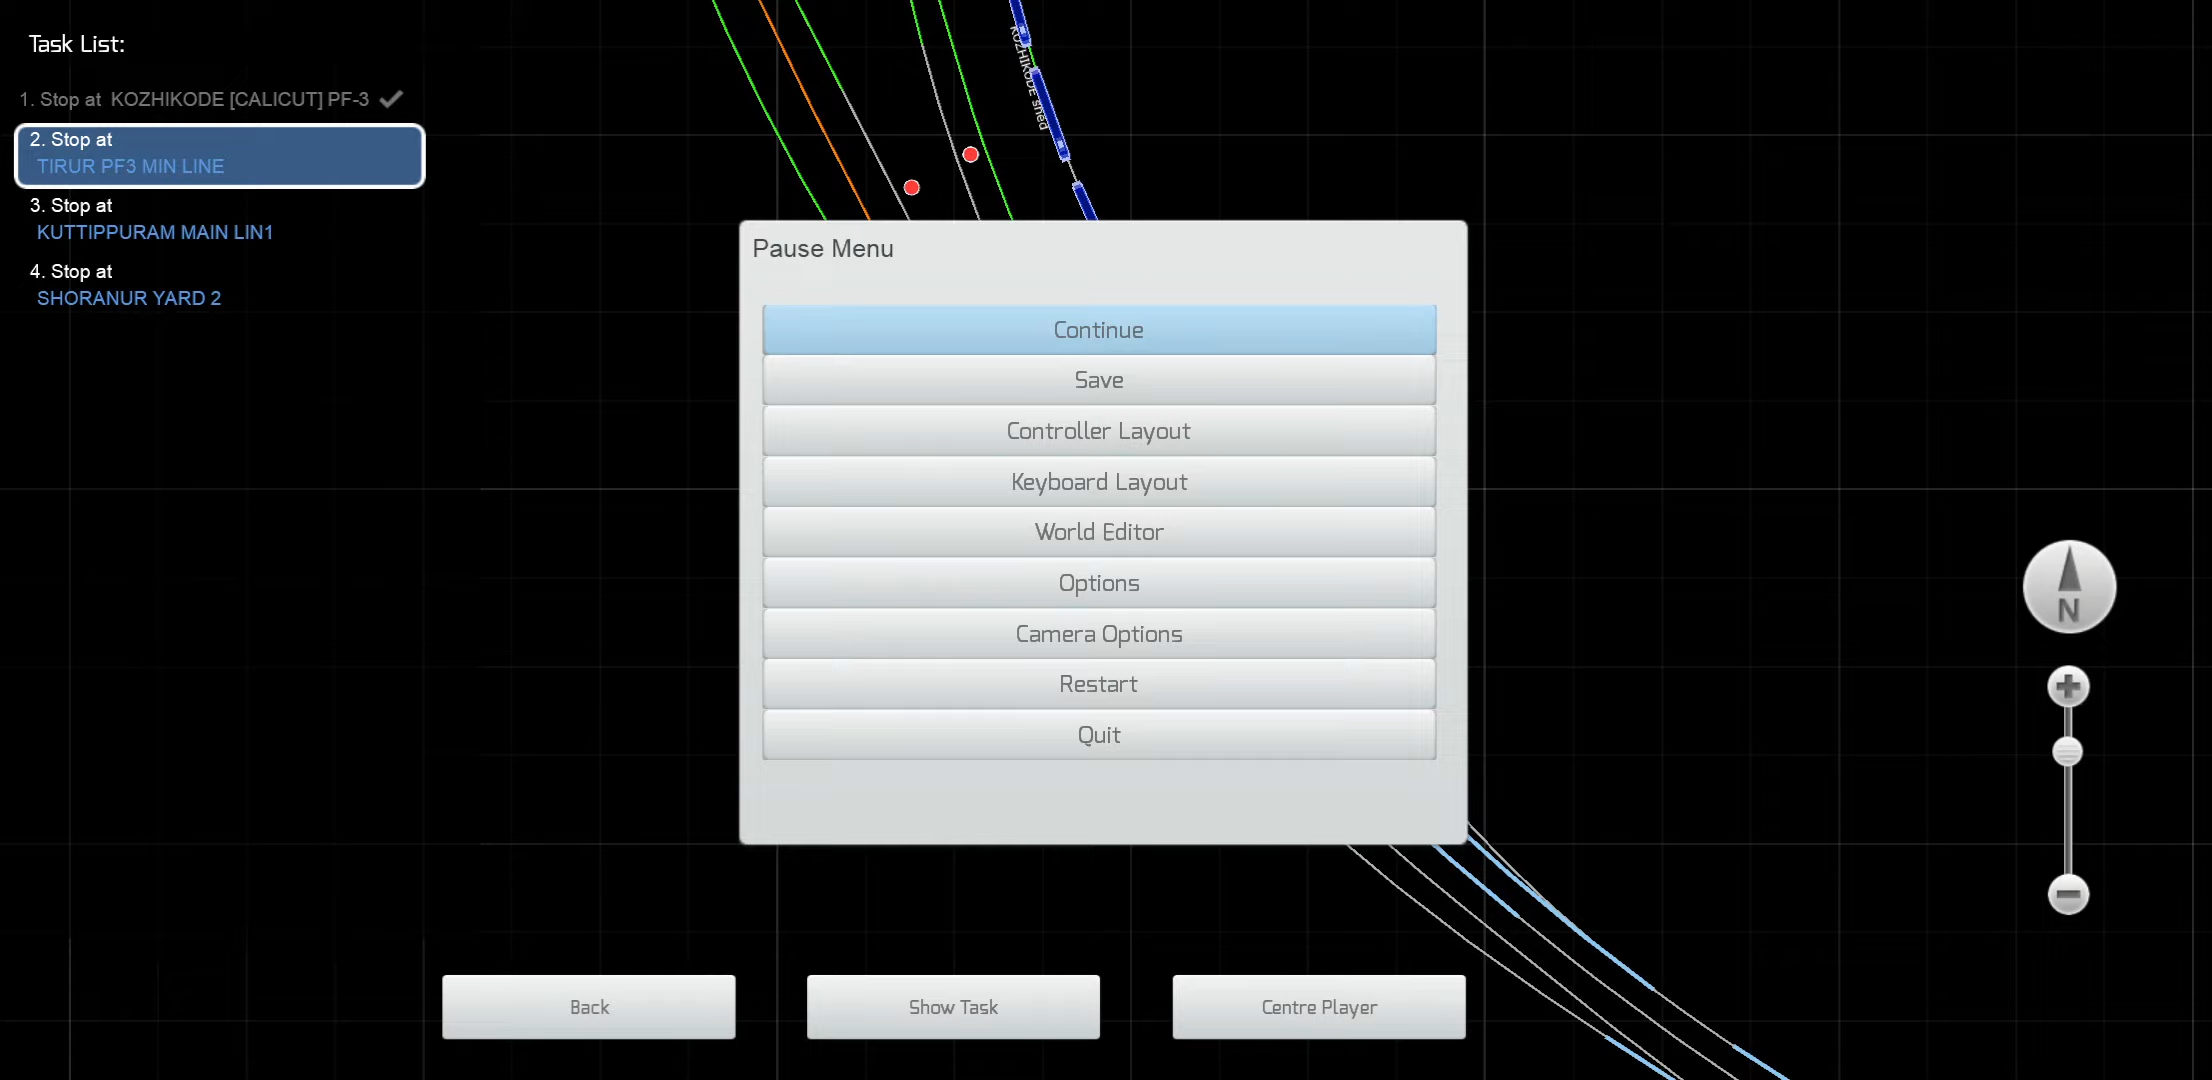 Task List:
1. Stop at KOZHIKODE [CALICUT] PF-3
2. Stop at
TIRUR PF3 MIN LINE
3. Stop at
KUTTIPPURAM MAIN LIN1
4. Stop at
SHORANUR YARD 2
KOZHIKODE shed
Pause Menu
Continue
Save
Controller Layout
Keyboard Layout
World Editor
Options
Camera Options
Restart
Quit
N
Back
Show Task
Centre Player